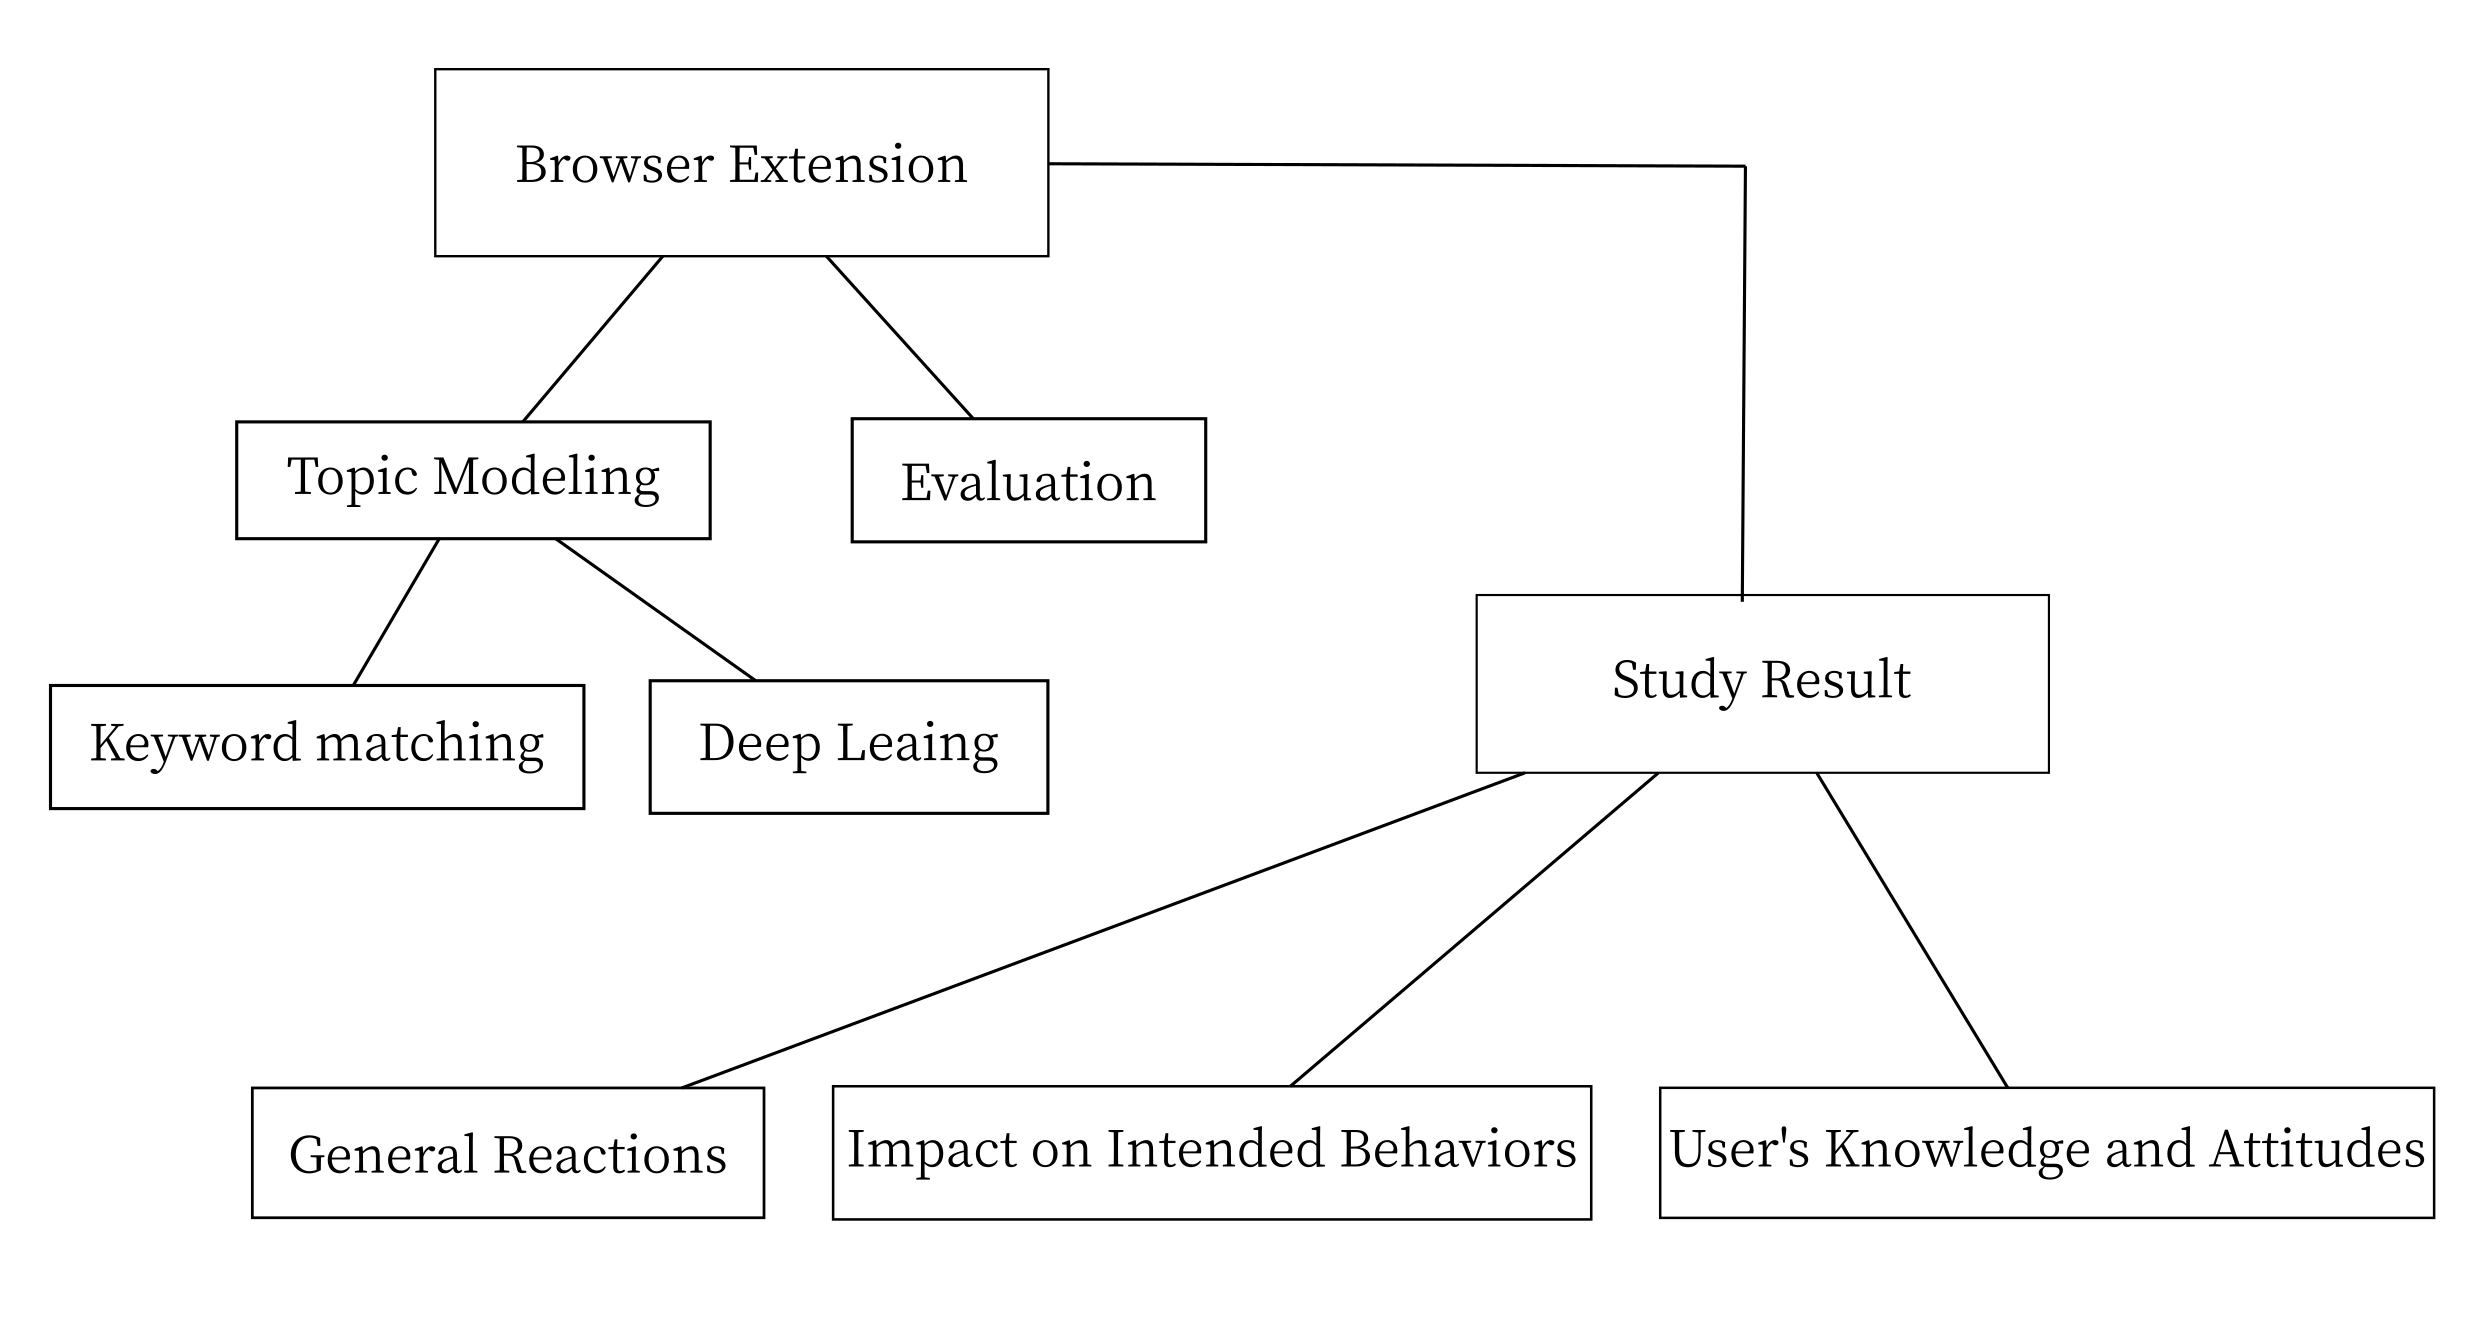 Browser Extension
Topic Modeling
Evaluation
Keyword matching
Deep Leaing
Study Result
General Reactions
Impact on Intended Behaviors
User's Knowledge and Attitudes